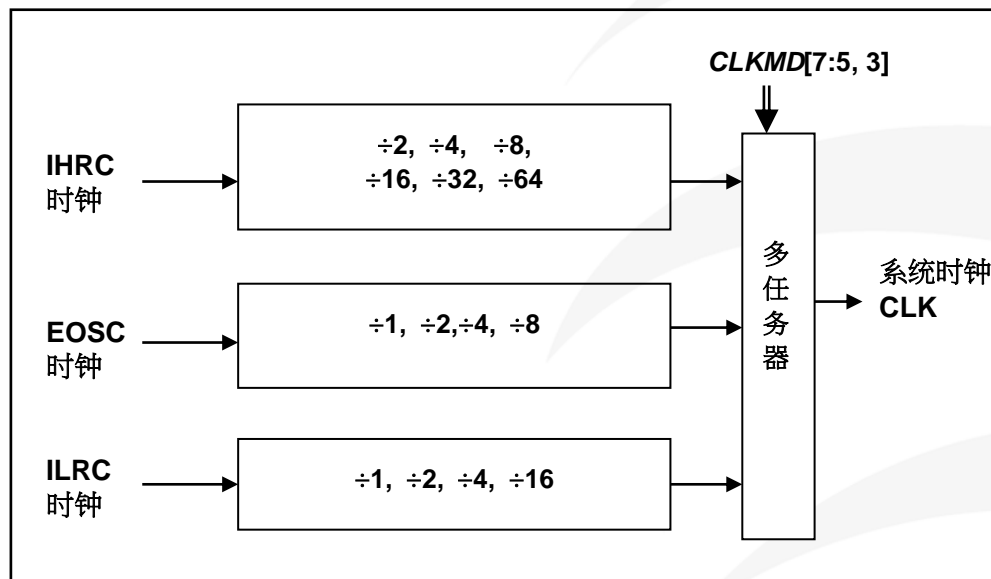 CLKMD[7:5, 3]
IHRC
时钟
÷2, ÷4, ÷8,
÷16, ÷32, ÷64
EOSC
时钟
÷1, ÷2,÷4, ÷8
ILRC
时钟
÷1, ÷2, ÷4, ÷16
多
任
务
器
系统时钟
CLK